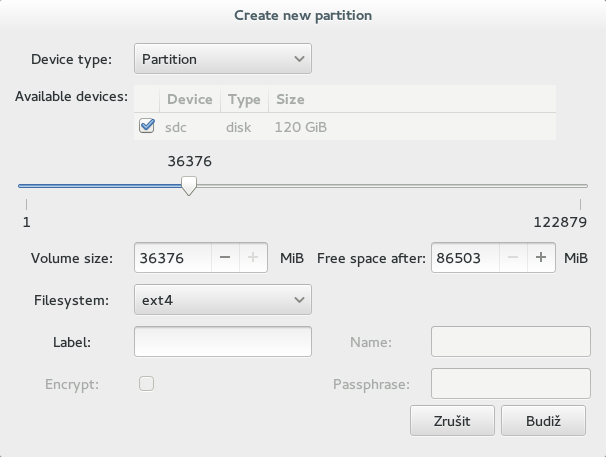 Create new partition
Device type: Partition
Available devices: Device Type Size
sdc disk 120 GiB
36376
1 122879
Volume size: 36376 MiB Free space after: 86503 MiB
Filesystem: ext4
Label: Name:
Encrypt: Passphrase:
Zrušit Budiž